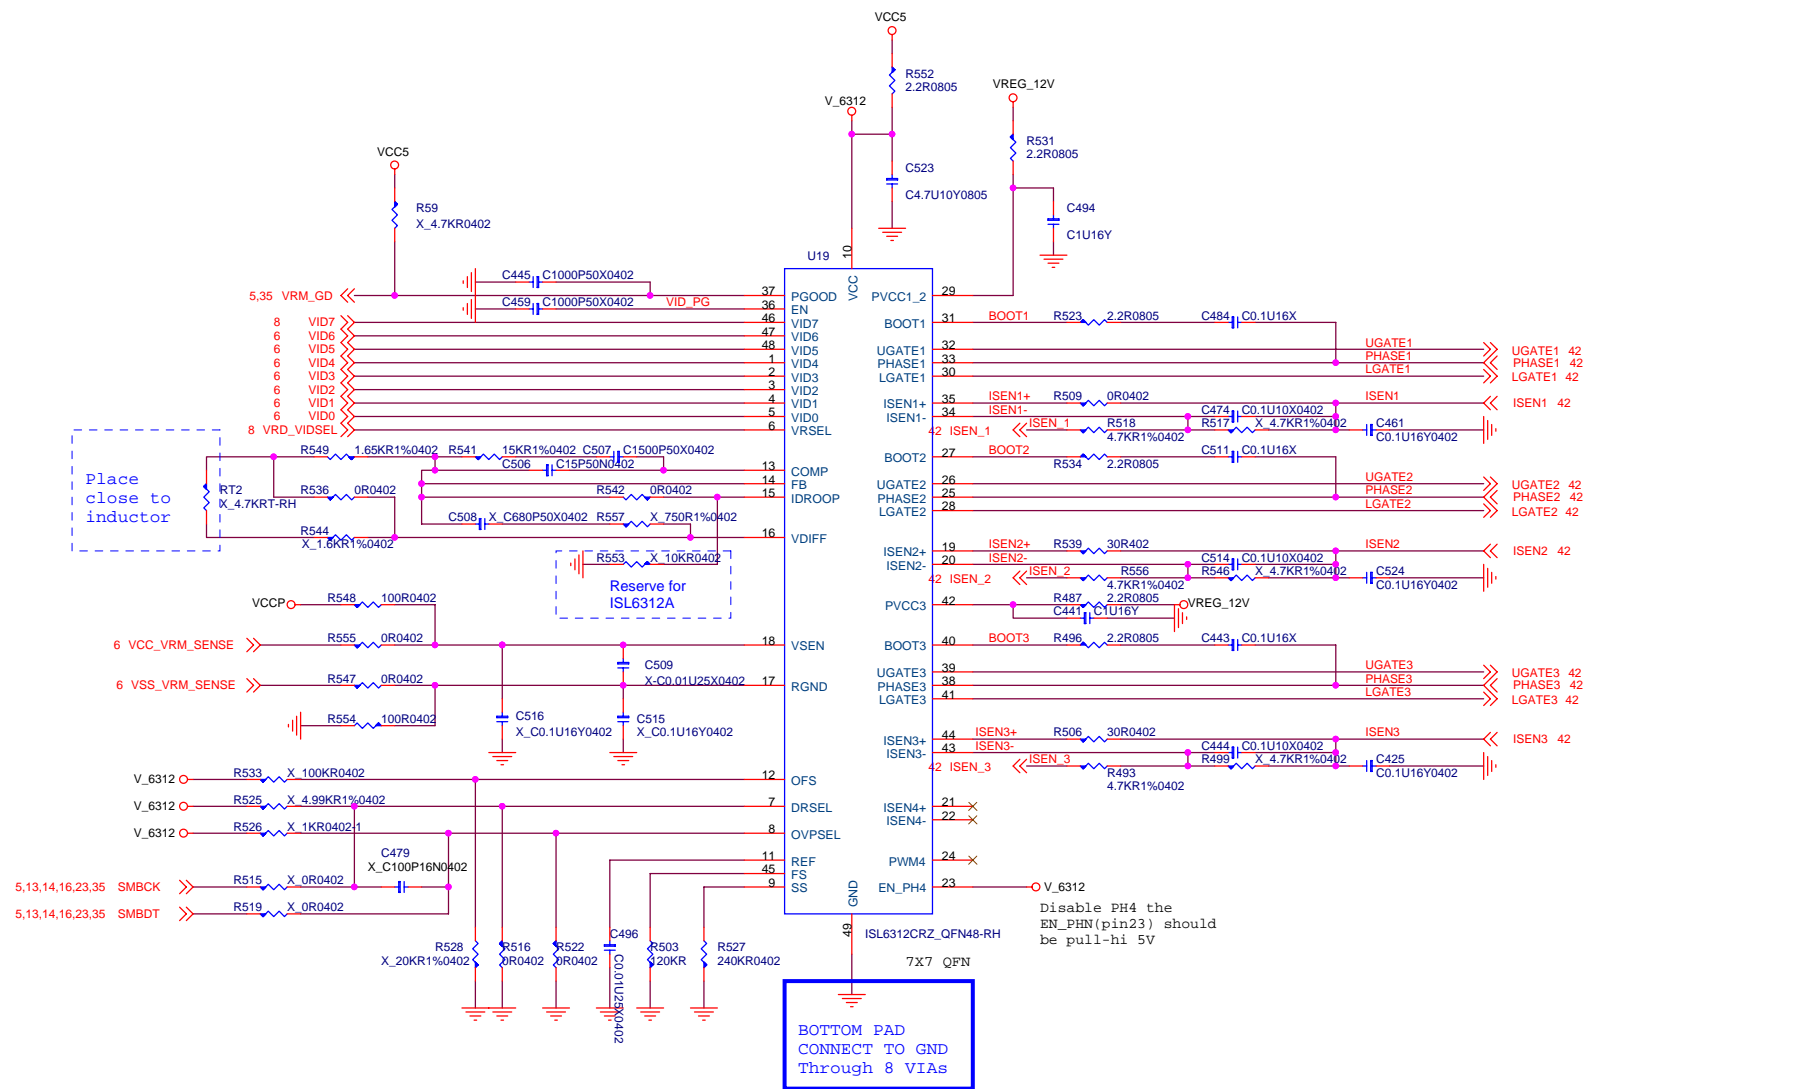 VCC5
R552
2.2R0805
VREG_12V
V_6312
R531
2.2R0805
VCC5
C523
C4.7U10Y0805
R59
X_4.7KR0402
C494
C1U16Y
U19
10
VCC
C445 C1000P50X0402
5,35 VRM_GD
37 PGOOD
PVCC1_2 29
C459 C1000P50X0402 VID_PG
36 EN
8 VID7
46 VID7
BOOT1 31 BOOT1 R523 2.2R0805 C484 C0.1U16X
6 VID6
47 VID6
6 VID5
48 VID5
UGATE1 32 UGATE1 UGATE1 42
6 VID4
1 VID4
PHASE1 33 PHASE1 PHASE1 42
6 VID3
2 VID3
LGATE1 30 LGATE1 LGATE1 42
6 VID2
3 VID2
6 VID1
4 VID1
ISEN1+ 35 ISEN1+ R509 0R0402 ISEN1 ISEN1 42
6 VID0
5 VID0
ISEN1- 34 ISEN1- C474 C0.1U10X0402
8 VRD_VIDSEL
6 VRSEL
42 ISEN_1 ISEN_1 R518 R517 X_4.7KR1%0402 C461
4.7KR1%0402 C0.1U16Y0402
R549 1.65KR1%0402 R541 15KR1%0402 C507 C1500P50X0402
BOOT2 27 BOOT2 C511 C0.1U16X
R534 2.2R0805
C506 C15P50N0402
13 COMP
Place
close to
inductor
14 FB
UGATE2 26 UGATE2 UGATE2 42
RT2
X_4.7KRT-RH
R536 0R0402
R542 0R0402
15 IDROOP
PHASE2 25 PHASE2 PHASE2 42
LGATE2 28 LGATE2 LGATE2 42
C508 X_C680P50X0402 R557 X_750R1%0402
R544
X_1.6KR1%0402
16 VDIFF
R553 X_10KR0402
Reserve for
ISL6312A
ISEN2+ 19 ISEN2+ R539 30R402 ISEN2 ISEN2 42
ISEN2- 20 ISEN2- C514 C0.1U10X0402
42 ISEN_2 ISEN_2 R556 R546 X_4.7KR1%0402 C524
4.7KR1%0402 C0.1U16Y0402
VCCP R548 100R0402
PVCC3 42 R487 2.2R0805 VREG_12V
C441 C1U16Y
6 VCC_VRM_SENSE R555 0R0402
18 VSEN
BOOT3 40 BOOT3 R496 2.2R0805 C443 C0.1U16X
C509
X-C0.01U25X0402
UGATE3 39 UGATE3 UGATE3 42
6 VSS_VRM_SENSE R547 0R0402
17 RGND
PHASE3 38 PHASE3 PHASE3 42
LGATE3 41 LGATE3 LGATE3 42
R554 100R0402
C516
X_C0.1U16Y0402
C515
X_C0.1U16Y0402
ISEN3+ 44 ISEN3+ R506 30R0402 ISEN3 ISEN3 42
ISEN3- 43 ISEN3- C444 C0.1U10X0402
42 ISEN_3 ISEN_3 R493 R499 X_4.7KR1%0402 C425
4.7KR1%0402 C0.1U16Y0402
V_6312 R533 X_100KR0402
12 OFS
V_6312 R525 X_4.99KR1%0402
7 DRSEL
ISEN4+ 21
ISEN4- 22
V_6312 R526 X_1KR0402-1
8 OVPSEL
C479
X_C100P16N0402
11 REF
PWM4 24
45 FS
5,13,14,16,23,35 SMBCK R515 X_0R0402
9 SS
EN_PH4 23 V_6312
5,13,14,16,23,35 SMBDT R519 X_0R0402
GND
49
Disable PH4 the
EN_PHN(pin23) should
be pull-hi 5V
ISL6312CRZ_QFN48-RH
7X7 QFN
R528
X_20KR1%0402
R516
0R0402
R522
0R0402
C496
C0.01U25X0402
R503
120KR
R527
240KR0402
BOTTOM PAD
CONNECT TO GND
Through 8 VIAs